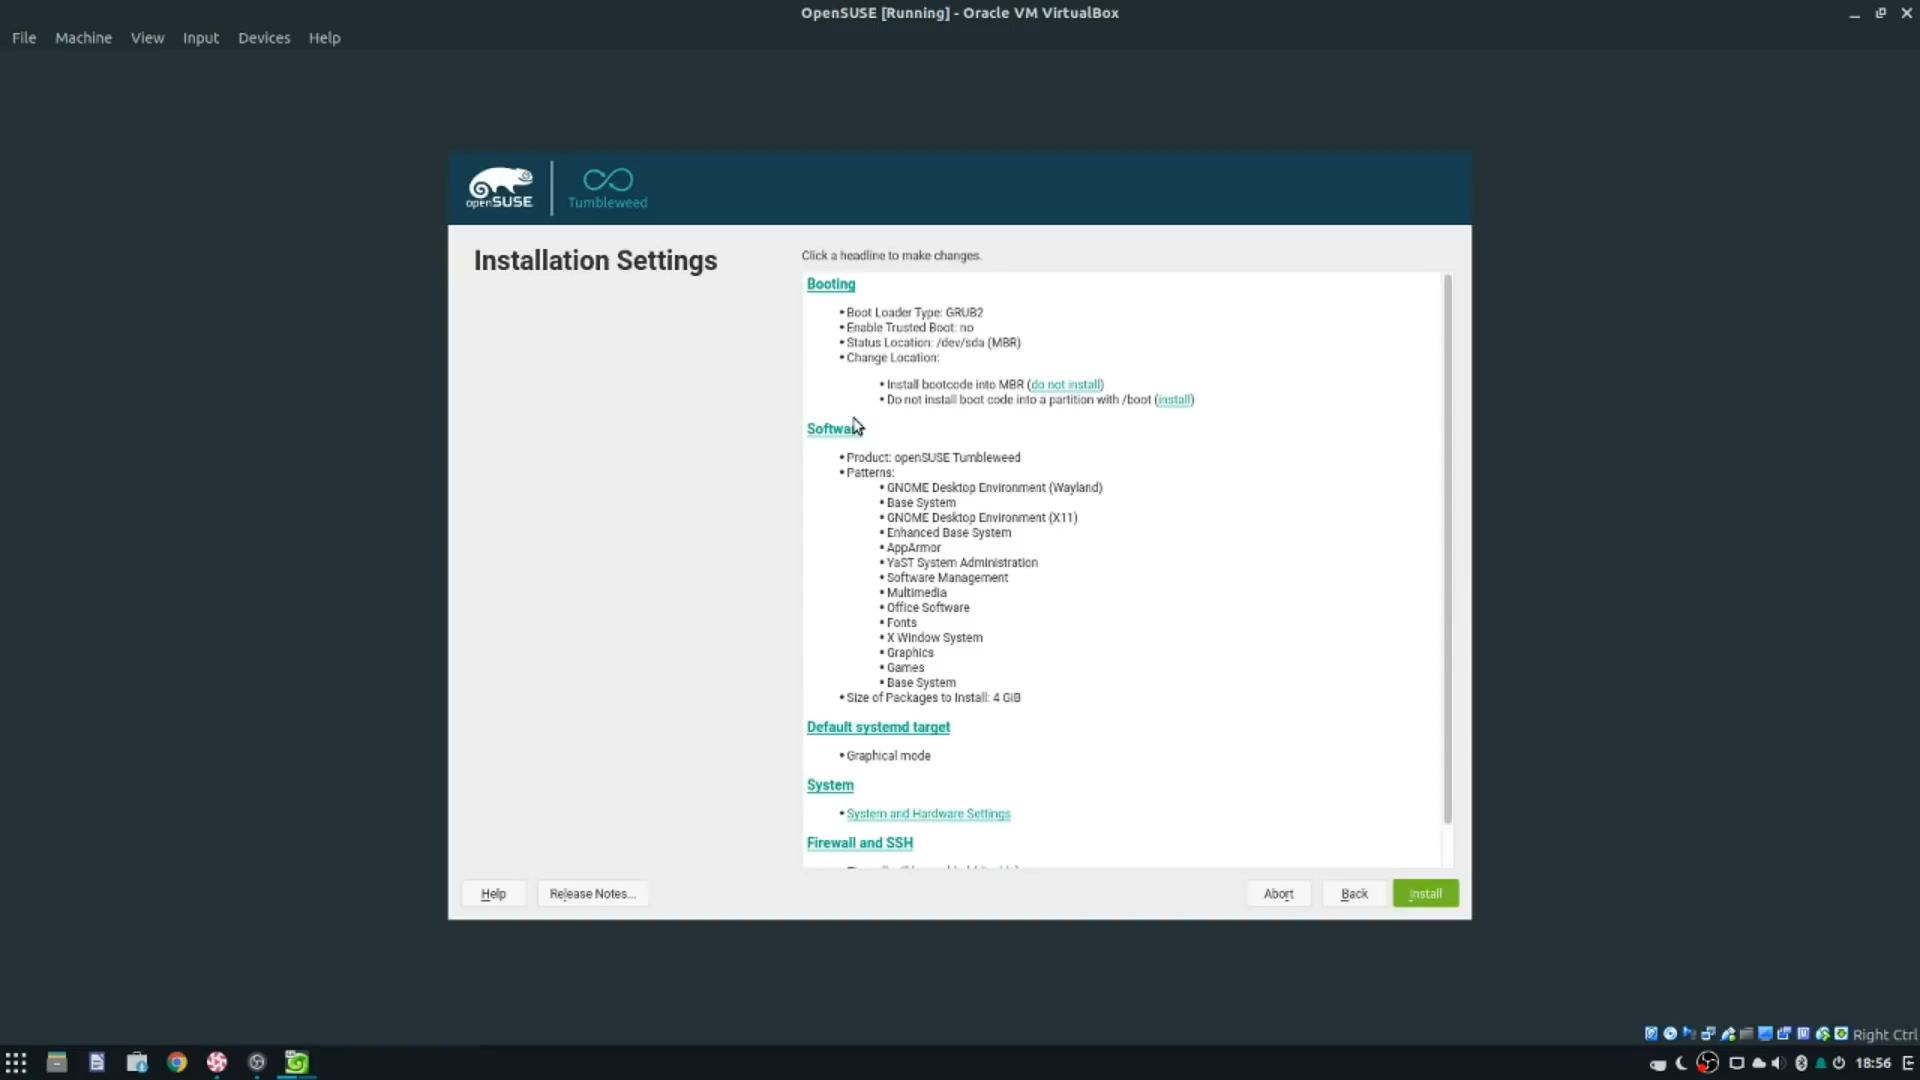 OpenSUSE [Running] - Oracle VM VirtualBox
File Machine View Input Devices Help
openSUSE
Tumbleweed
Installation Settings
Click a headline to make changes.
Booting
• Boot Loader Type: GRUB2
• Enable Trusted Boot: no
• Status Location: /dev/sda (MBR)
• Change Location:
• Install bootcode into MBR (do not install)
• Do not install boot code into a partition with /boot (install)
Software
• Product: openSUSE Tumbleweed
• Patterns:
• GNOME Desktop Environment (Wayland)
• Base System
• GNOME Desktop Environment (X11)
• Enhanced Base System
• AppArmor
• YaST System Administration
• Software Management
• Multimedia
• Office Software
• Fonts
• X Window System
• Graphics
• Games
• Base System
• Size of Packages to Install: 4 GiB
Default systemd target
• Graphical mode
System
• System and Hardware Settings
Firewall and SSH
Help Release Notes... Abort Back Install
Right Ctrl
18:56